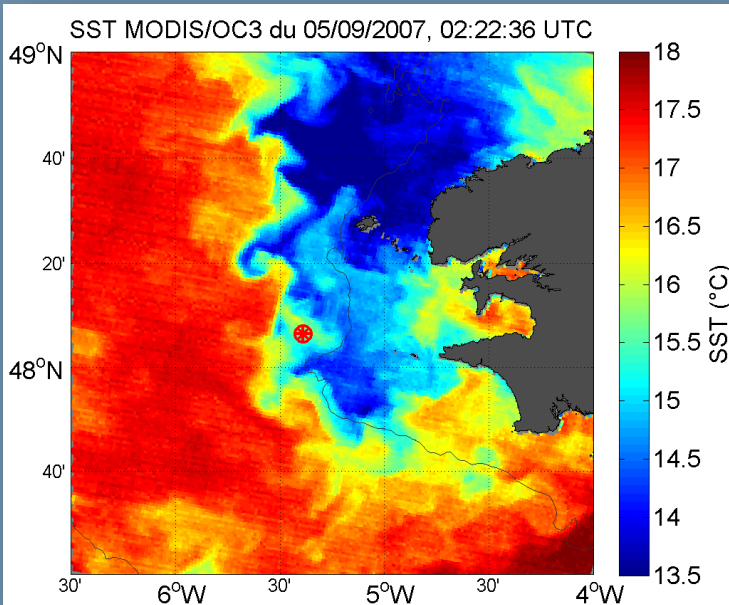 SST MODIS/OC3 du 05/09/2007, 02:22:36 UTC
49°N
40'
20'
48°N
40'
30' 6°W 30' 5°W 30' 4°W
18
17.5
17
16.5
16
15.5
15
14.5
14
13.5
SST (°C)